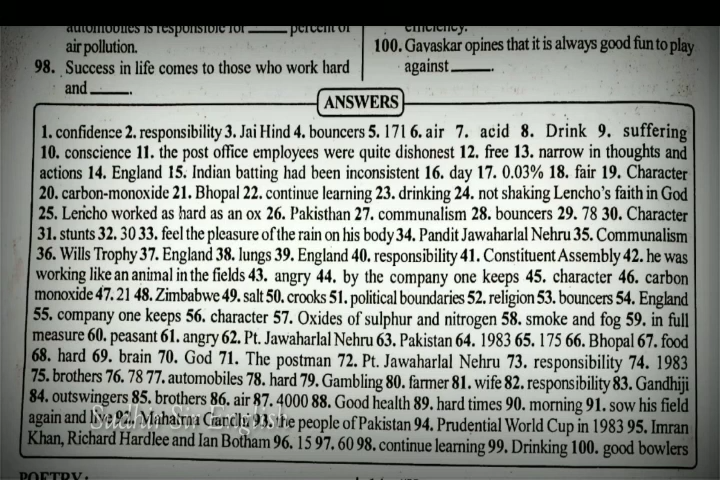 automobiles is responsible for _____ percent of
air pollution.
98. Success in life comes to those who work hard
and _____.
efficiency.
100. Gavaskar opines that it is always good fun to play
against _____.
ANSWERS
1. confidence 2. responsibility 3. Jai Hind 4. bouncers 5. 171 6. air 7. acid 8. Drink 9. suffering
10. conscience 11. the post office employees were quite dishonest 12. free 13. narrow in thoughts and
actions 14. England 15. Indian batting had been inconsistent 16. day 17. 0.03% 18. fair 19. Character
20. carbon-monoxide 21. Bhopal 22. continue learning 23. drinking 24. not shaking Lencho's faith in God
25. Lencho worked as hard as an ox 26. Pakisthan 27. communalism 28. bouncers 29. 78 30. Character
31. stunts 32. 30 33. feel the pleasure of the rain on his body 34. Pandit Jawaharlal Nehru 35. Communalism
36. Wills Trophy 37. England 38. lungs 39. England 40. responsibility 41. Constituent Assembly 42. he was
working like an animal in the fields 43. angry 44. by the company one keeps 45. character 46. carbon
monoxide 47. 21 48. Zimbabwe 49. salt 50. crooks 51. political boundaries 52. religion 53. bouncers 54. England
55. company one keeps 56. character 57. Oxides of sulphur and nitrogen 58. smoke and fog 59. in full
measure 60. peasant 61. angry 62. Pt. Jawaharlal Nehru 63. Pakistan 64. 1983 65. 175 66. Bhopal 67. food
68. hard 69. brain 70. God 71. The postman 72. Pt. Jawaharlal Nehru 73. responsibility 74. 1983
75. brothers 76. 78 77. automobiles 78. hard 79. Gambling 80. farmer 81. wife 82. responsibility 83. Gandhiji
84. outswingers 85. brothers 86. air 87. 4000 88. Good health 89. hard times 90. morning 91. sow his field
again and live 92. Mahatma Gandhi 93. the people of Pakistan 94. Prudential World Cup in 1983 95. Imran
Khan, Richard Hardlee and Ian Botham 96. 15 97. 60 98. continue learning 99. Drinking 100. good bowlers
Sudhir Sir English
POETRY: